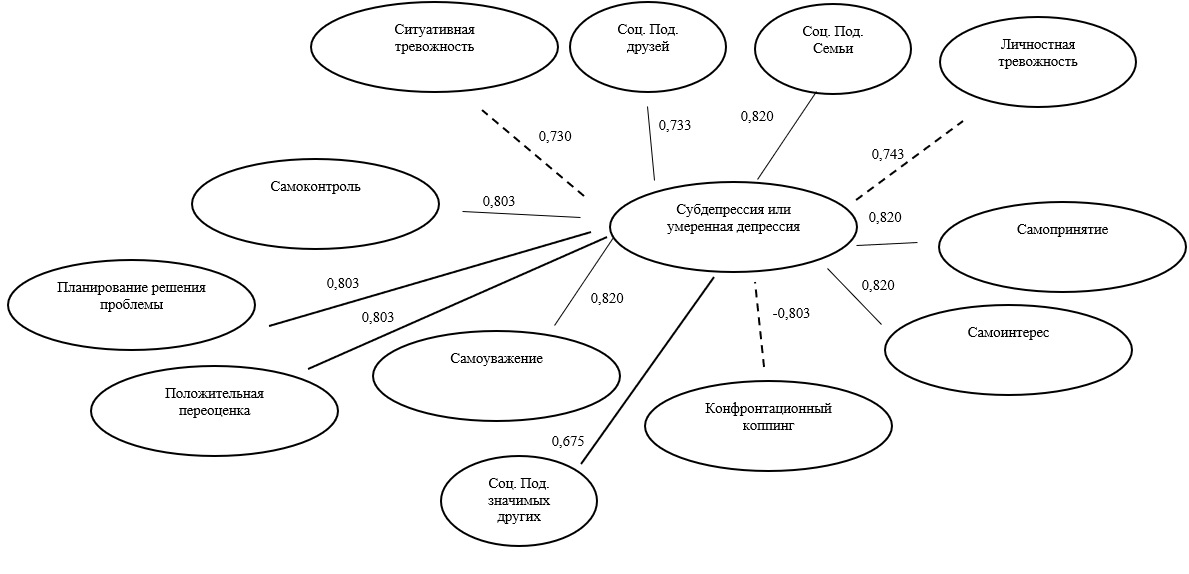 Ситуативная
тревожность
Соц. Под.
друзей
Соц. Под.
Семьи
Личностная
тревожность
0,730
0,733
0,820
0,743
Самоконтроль
0,803
Субдепрессия или
умеренная депрессия
0,820
Самопринятие
Планирование решения
проблемы
0,803
0,803
0,820
-0,803
0,820
Самоинтерес
Положительная
переоценка
Самоуважение
Конфронтационный
коппинг
0,675
Соц. Под.
значимых
других